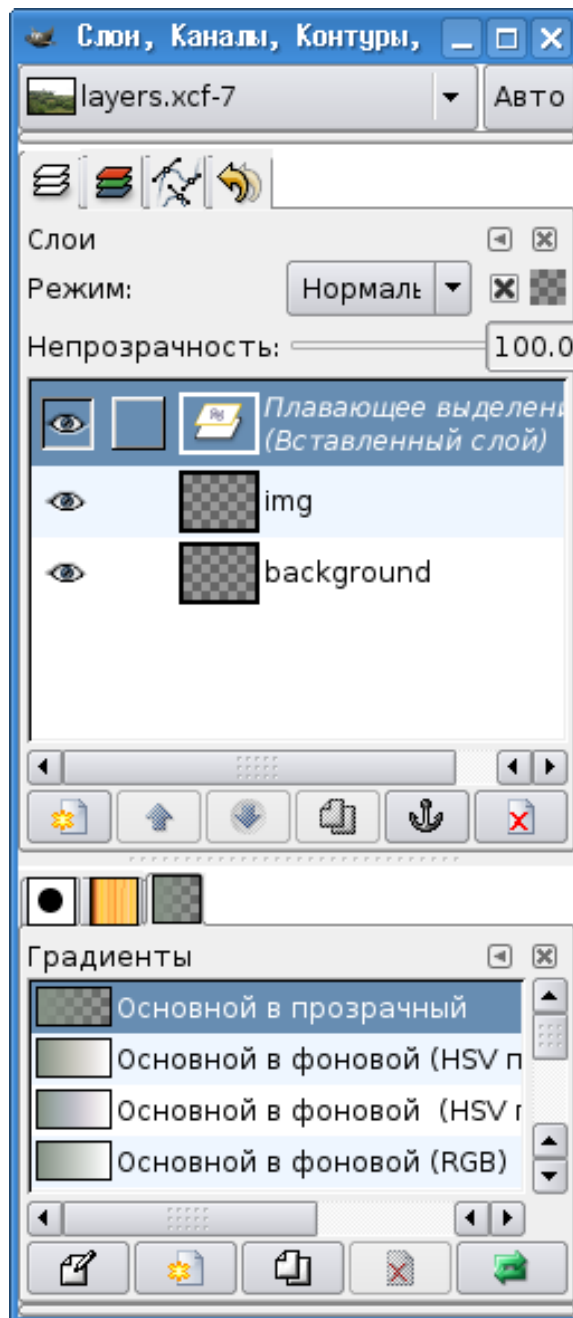 Слои, Каналы, Контуры,
layers.xcf-7
Авто
Слои
Режим:
Нормаль
Непрозрачность:
100.0
Плавающее выделени
(Вставленный слой)
img
background
Градиенты
Основной в прозрачный
Основной в фоновой (HSV п
Основной в фоновой (HSV г
Основной в фоновой (RGB)